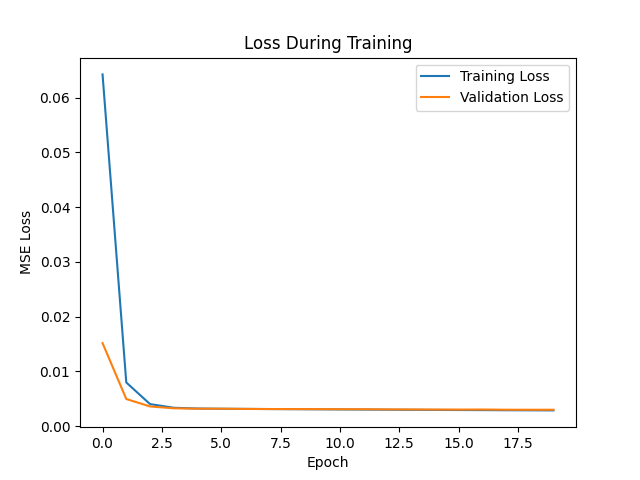 Loss During Training
Training Loss
Validation Loss
MSE Loss
0.06
0.05
0.04
0.03
0.02
0.01
0.00
0.0 2.5 5.0 7.5 10.0 12.5 15.0 17.5
Epoch